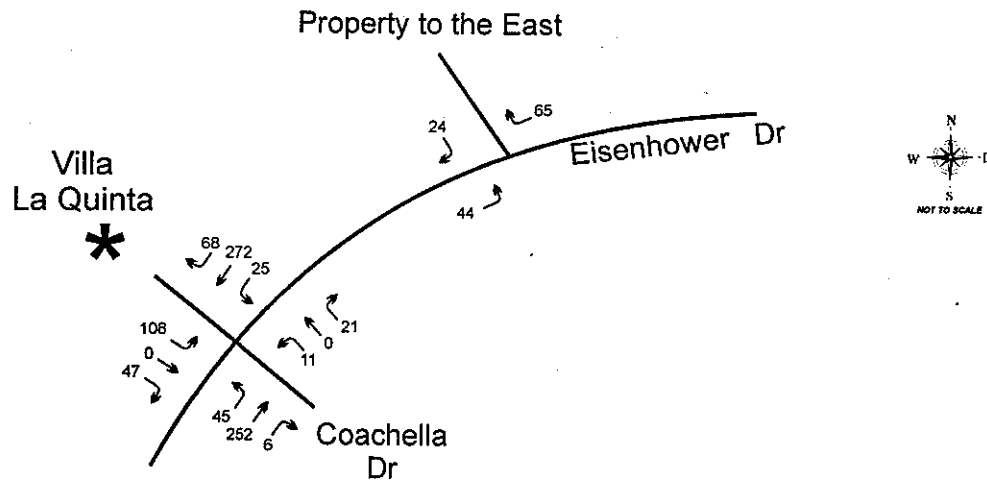 Property to the East
65
24
Eisenhower Dr
44
N
W
S
NOT TO SCALE
Villa
La Quinta
68
272
25
108
0
47
21
0
11
45
252
6
Coachella
Dr